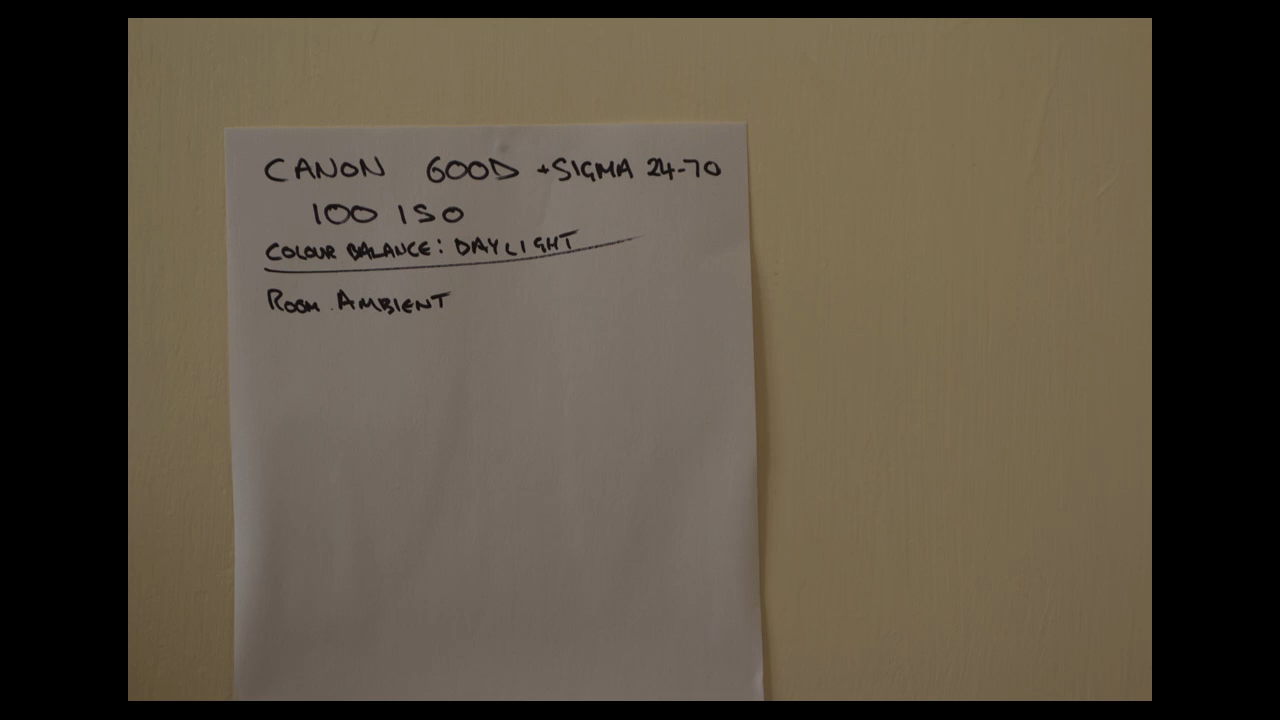 CANON 600D + SIGMA 24-70
100 ISO
COLOUR BALANCE: DAYLIGHT
ROOM AMBIENT